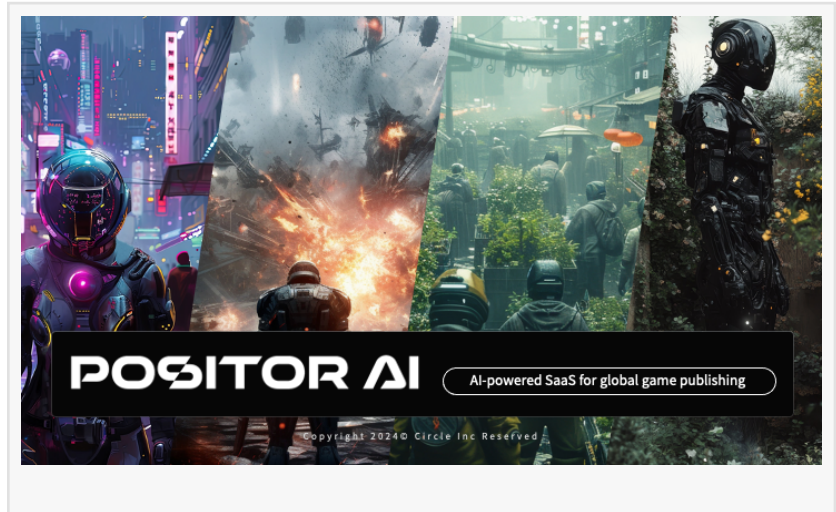 POSITOR AI
AI-powered SaaS for global game publishing
Copyright 2024© Circle Inc Reserved